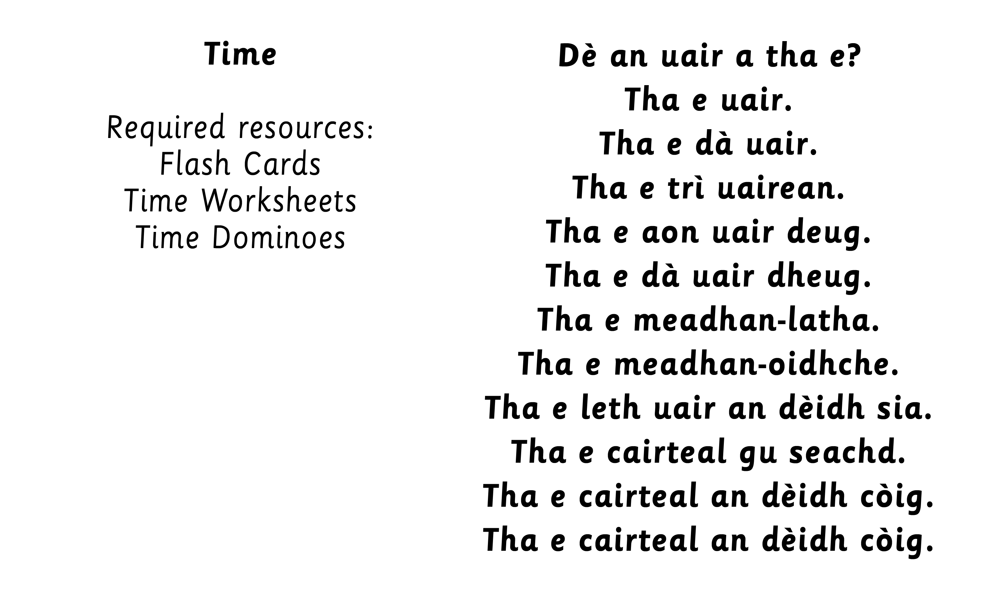 Time
Required resources:
Flash Cards
Time Worksheets
Time Dominoes
Dè an uair a tha e?
Tha e uair.
Tha e dà uair.
Tha e trì uairean.
Tha e aon uair deug.
Tha e dà uair dheug.
Tha e meadhan-latha.
Tha e meadhan-oidhche.
Tha e leth uair an dèidh sia.
Tha e cairteal gu seachd.
Tha e cairteal an dèidh còig.
Tha e cairteal an dèidh còig.